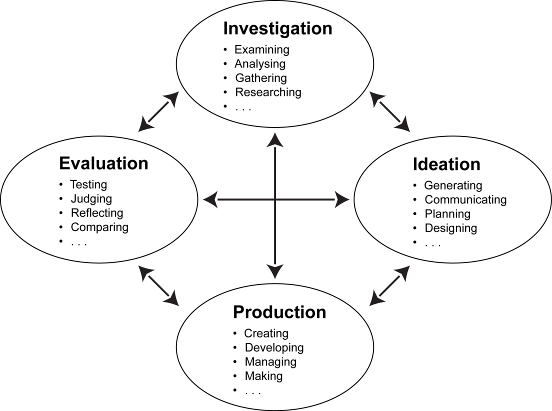 Investigation
• Examining
• Analysing
• Gathering
• Researching
• . . .
Evaluation
• Testing
• Judging
• Reflecting
• Comparing
• . . .
Ideation
• Generating
• Communicating
• Planning
• Designing
• . . .
Production
• Creating
• Developing
• Managing
• Making
• . . .